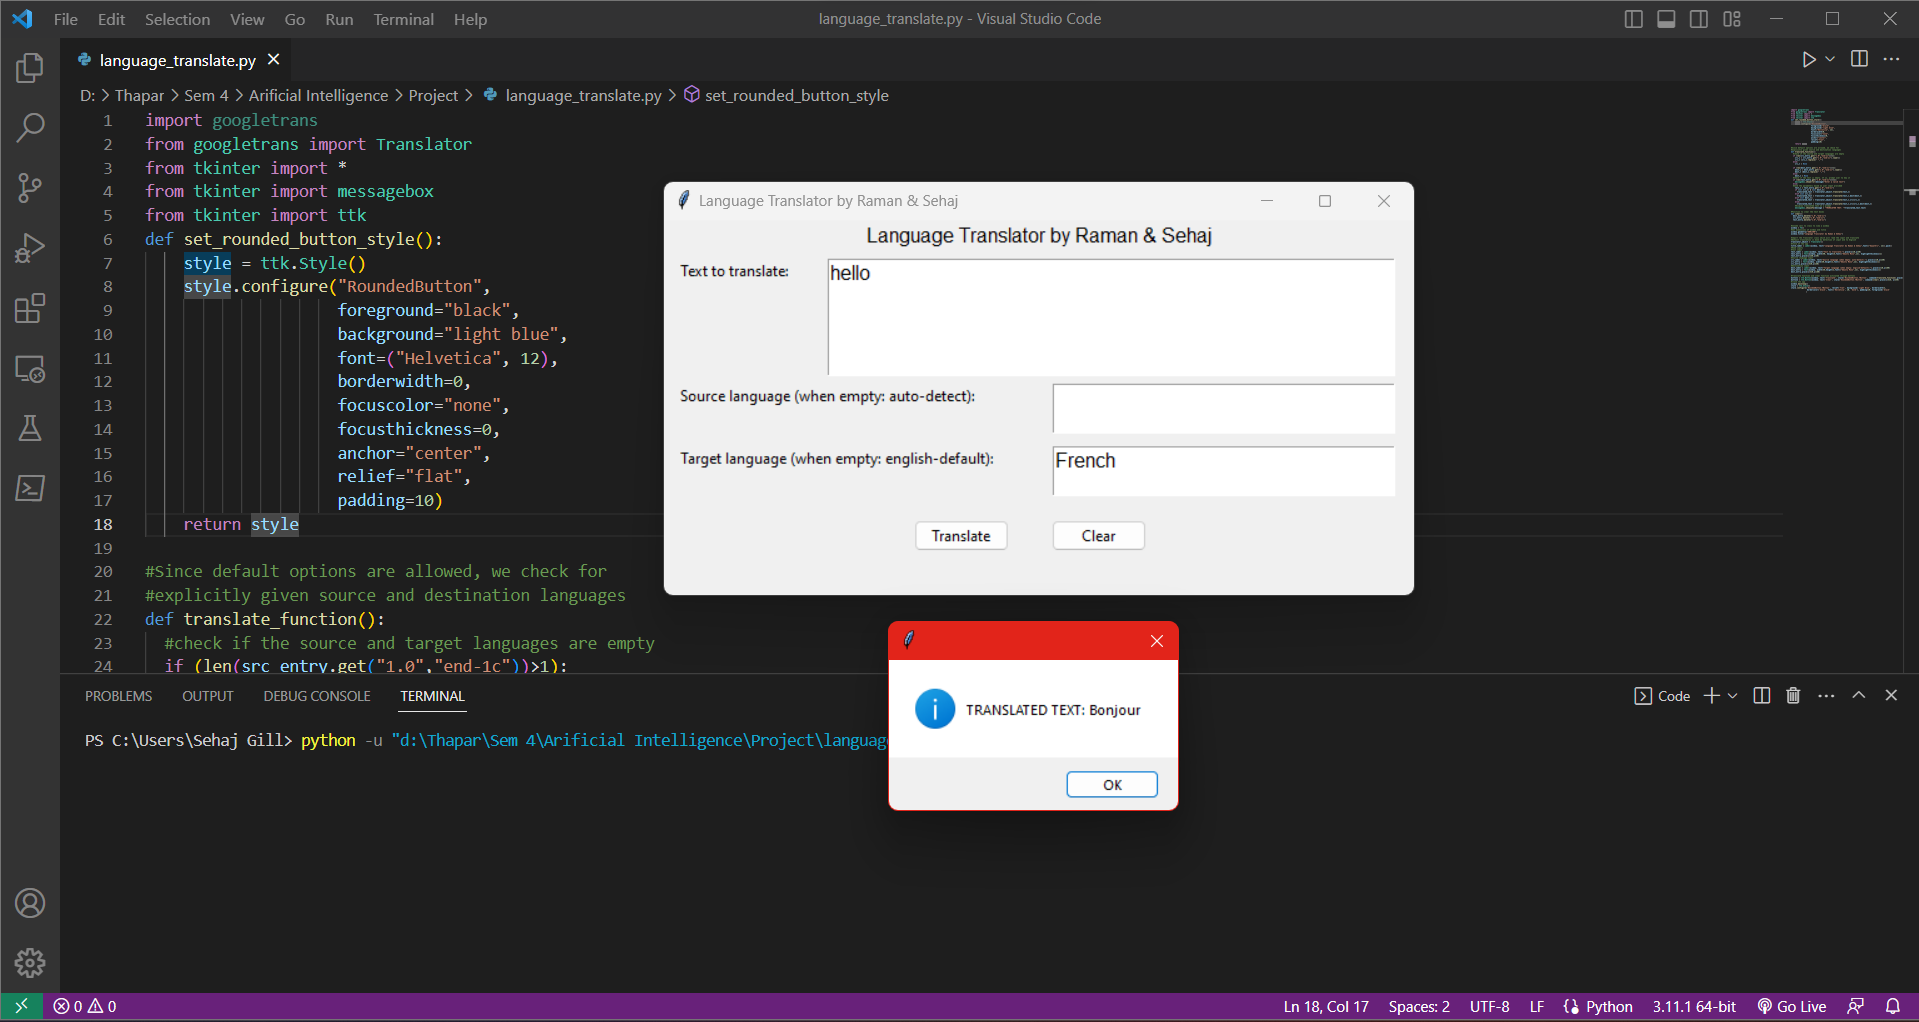 File Edit Selection View Go Run Terminal Help
language_translate.py - Visual Studio Code
language_translate.py
D: > Thapar > Sem 4 > Arificial Intelligence > Project > language_translate.py > set_rounded_button_style
1 import googletrans
2 from googletrans import Translator
3 from tkinter import *
4 from tkinter import messagebox
5 from tkinter import ttk
6 def set_rounded_button_style():
7 style = ttk.Style()
8 style.configure("RoundedButton",
9 foreground="black",
10 background="light blue",
11 font=("Helvetica", 12),
12 borderwidth=0,
13 focuscolor="none",
14 focusthickness=0,
15 anchor="center",
16 relief="flat",
17 padding=10)
18 return style
19
20 #Since default options are allowed, we check for
21 #explicitly given source and destination languages
22 def translate_function():
23 #check if the source and target languages are empty
24 if (len(src_entry.get("1.0","end-1c"))>1):
Language Translator by Raman & Sehaj
Language Translator by Raman & Sehaj
Text to translate:
hello
Source language (when empty: auto-detect):
Target language (when empty: english-default):
French
Translate Clear
TRANSLATED TEXT: Bonjour
OK
PROBLEMS OUTPUT DEBUG CONSOLE TERMINAL
Code
PS C:\Users\Sehaj Gill> python -u "d:\Thapar\Sem 4\Arificial Intelligence\Project\language
0 0
Ln 18, Col 17 Spaces: 2 UTF-8 LF Python 3.11.1 64-bit Go Live